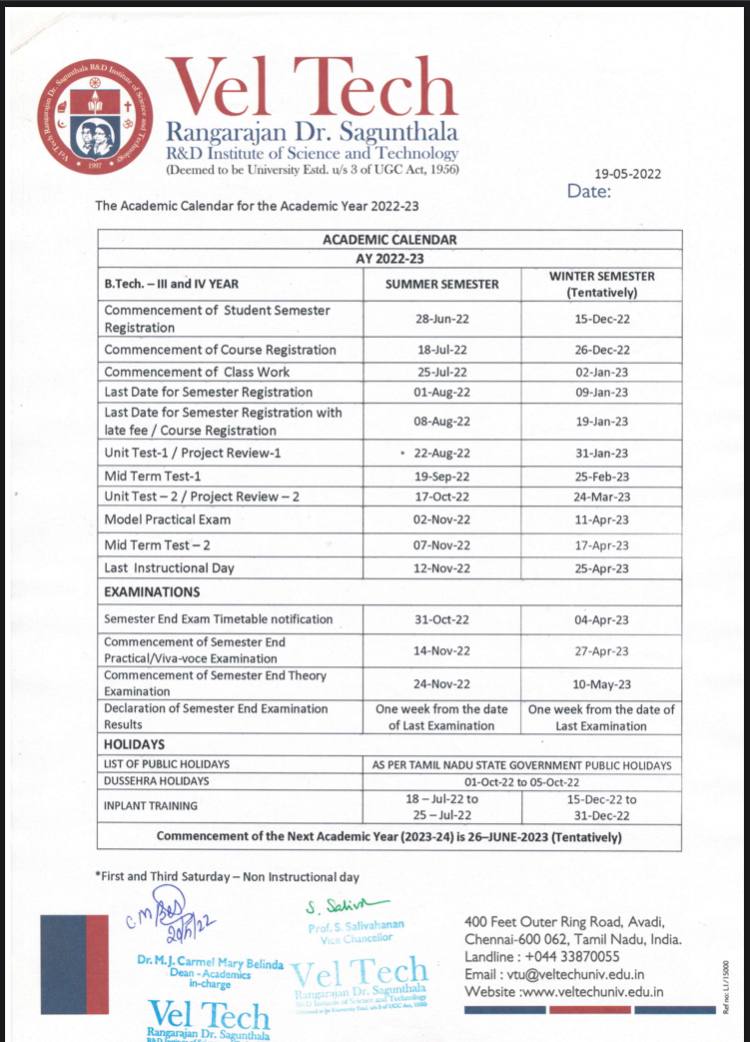 Vel Tech Rangarajan Dr. Sagunthala R&D Institute of Science and Technology
1997
Vel Tech
Rangarajan Dr. Sagunthala
R&D Institute of Science and Technology
(Deemed to be University Estd. u/s 3 of UGC Act, 1956)
19-05-2022
Date:
The Academic Calendar for the Academic Year 2022-23
ACADEMIC CALENDAR
AY 2022-23
B.Tech. – III and IV YEAR SUMMER SEMESTER WINTER SEMESTER
(Tentatively)
Commencement of Student Semester
Registration 28-Jun-22 15-Dec-22
Commencement of Course Registration 18-Jul-22 26-Dec-22
Commencement of Class Work 25-Jul-22 02-Jan-23
Last Date for Semester Registration 01-Aug-22 09-Jan-23
Last Date for Semester Registration with
late fee / Course Registration 08-Aug-22 19-Jan-23
Unit Test-1 / Project Review-1 22-Aug-22 31-Jan-23
Mid Term Test-1 19-Sep-22 25-Feb-23
Unit Test – 2 / Project Review – 2 17-Oct-22 24-Mar-23
Model Practical Exam 02-Nov-22 11-Apr-23
Mid Term Test – 2 07-Nov-22 17-Apr-23
Last Instructional Day 12-Nov-22 25-Apr-23
EXAMINATIONS
Semester End Exam Timetable notification 31-Oct-22 04-Apr-23
Commencement of Semester End
Practical/Viva-voce Examination 14-Nov-22 27-Apr-23
Commencement of Semester End Theory
Examination 24-Nov-22 10-May-23
Declaration of Semester End Examination One week from the date One week from the date of
Results of Last Examination Last Examination
HOLIDAYS
LIST OF PUBLIC HOLIDAYS AS PER TAMIL NADU STATE GOVERNMENT PUBLIC HOLIDAYS
DUSSEHRA HOLIDAYS 01-Oct-22 to 05-Oct-22
INPLANT TRAINING 18 – Jul-22 to 15-Dec-22 to
25 – Jul-22 31-Dec-22
Commencement of the Next Academic Year (2023-24) is 26–JUNE-2023 (Tentatively)
*First and Third Saturday – Non Instructional day
S. Salivah
Prof. S. Salivahanan
Vice Chancellor
Dr. M.J. Carmel Mary Belinda
Dean - Academics
in-charge
Vel Tech
Rangarajan Dr. Sagunthala
R&D Institute of Science and Technology
(Deemed to be University Estd. u/s 3 of UGC Act, 1956)
Vel Tech
Rangarajan Dr. Sagunthala
400 Feet Outer Ring Road, Avadi,
Chennai-600 062, Tamil Nadu, India.
Landline : +044 33870055
Email : vtu@veltechuniv.edu.in
Website :www.veltechuniv.edu.in
Ref no: LJ/15000